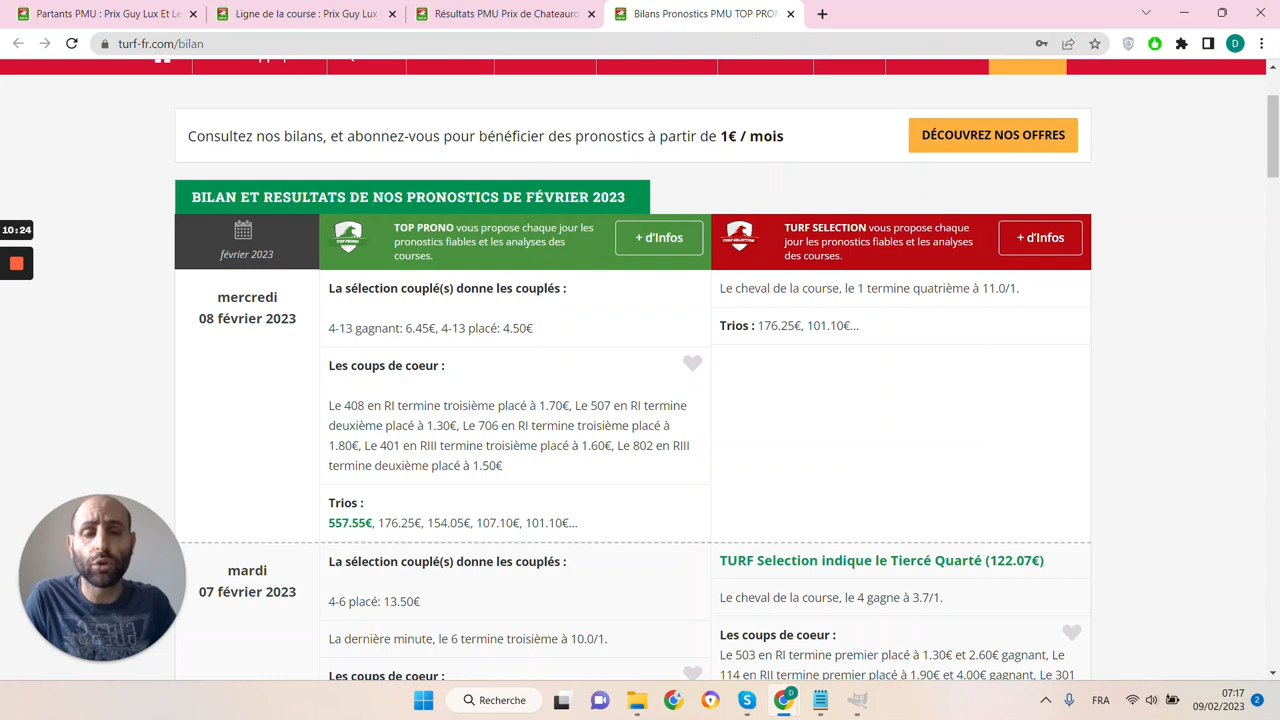 Partants PMU : Prix Guy Lux Et Le
Ligne de la course : Prix Guy Lux
Résultats PMU Prix de Chateauro
Bilans Pronostics PMU TOP PRON
turf-fr.com/bilan
D
Consultez nos bilans, et abonnez-vous pour bénéficier des pronostics à partir de 1€ / mois
DÉCOUVREZ NOS OFFRES
BILAN ET RESULTATS DE NOS PRONOSTICS DE FÉVRIER 2023
10:24
février 2023
TOP PRONO
TOP PRONO vous propose chaque jour les
pronostics fiables et les analyses des
courses.
+ d'Infos
TURF SELECTION
TURF SELECTION vous propose chaque
jour les pronostics fiables et les analyses
des courses.
+ d'Infos
mercredi
08 février 2023
La sélection couplé(s) donne les couplés :
4-13 gagnant: 6.45€, 4-13 placé: 4.50€
Les coups de coeur :
Le 408 en RI termine troisième placé à 1.70€, Le 507 en RI termine
deuxième placé à 1.30€, Le 706 en RI termine troisième placé à
1.80€, Le 401 en RIII termine troisième placé à 1.60€, Le 802 en RIII
termine deuxième placé à 1.50€
Trios :
557.55€, 176.25€, 154.05€, 107.10€, 101.10€...
Le cheval de la course, le 1 termine quatrième à 11.0/1.
Trios : 176.25€, 101.10€...
mardi
07 février 2023
La sélection couplé(s) donne les couplés :
4-6 placé: 13.50€
La dernière minute, le 6 termine troisième à 10.0/1.
Les coups de coeur :
TURF Selection indique le Tiercé Quarté (122.07€)
Le cheval de la course, le 4 gagne à 3.7/1.
Les coups de coeur :
Le 503 en RI termine premier placé à 1.30€ et 2.60€ gagnant, Le
114 en RII termine premier placé à 1.90€ et 4.00€ gagnant, Le 301
Recherche
D
FRA
07:17
09/02/2023
2